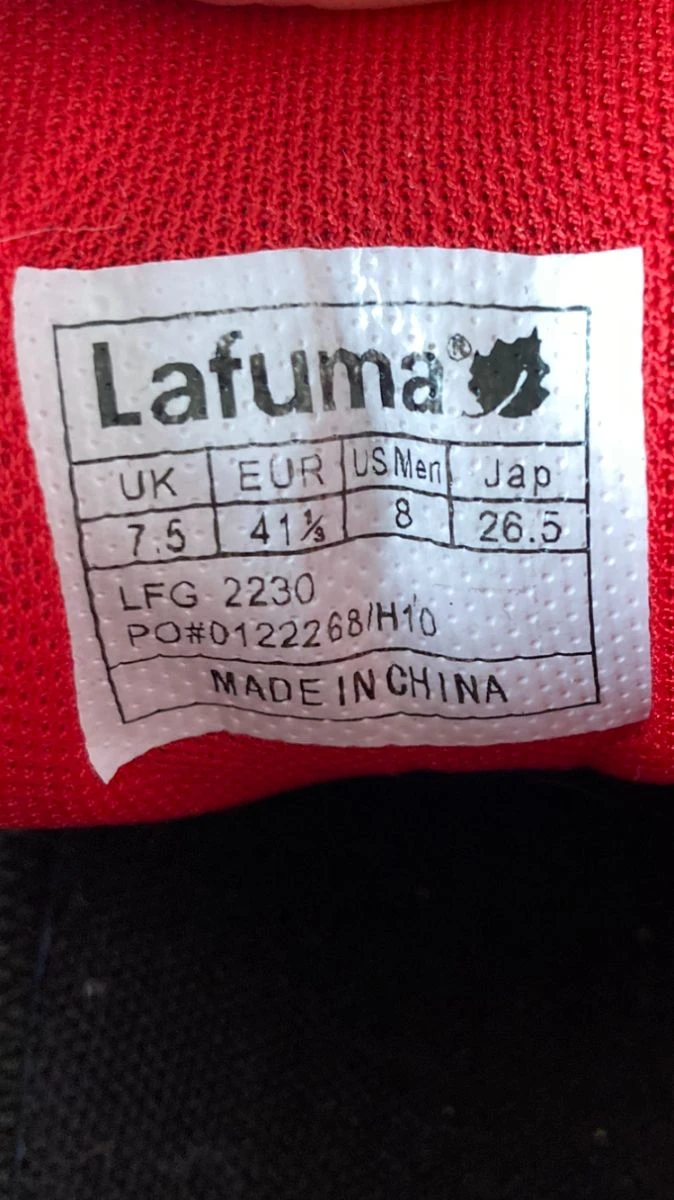 Lafuma®
UK EUR US Men Jap
7.5 41⅓ 8 26.5
LFG 2230
PO#0122268/H10
MADE IN CHINA